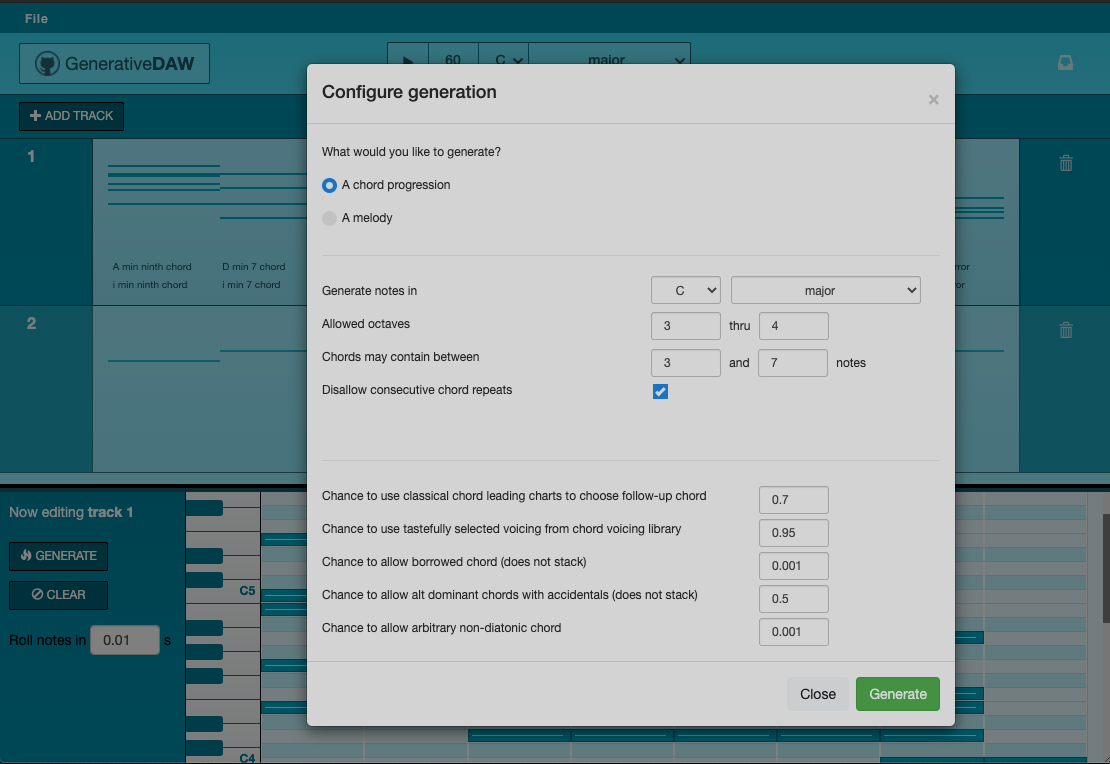 File
GenerativeDAW
60 C major
ADD TRACK
Configure generation
×
1
What would you like to generate?
A chord progression
A melody
A min ninth chord D min 7 chord
i min ninth chord i min 7 chord
2
Generate notes in C major
Allowed octaves 3 thru 4
Chords may contain between 3 and 7 notes
Disallow consecutive chord repeats
Chance to use classical chord leading charts to choose follow-up chord 0.7
Chance to use tastefully selected voicing from chord voicing library 0.95
Chance to allow borrowed chord (does not stack) 0.001
Chance to allow alt dominant chords with accidentals (does not stack) 0.5
Chance to allow arbitrary non-diatonic chord 0.001
Close Generate
Now editing track 1
GENERATE
CLEAR
Roll notes in 0.01 s
C5
C4